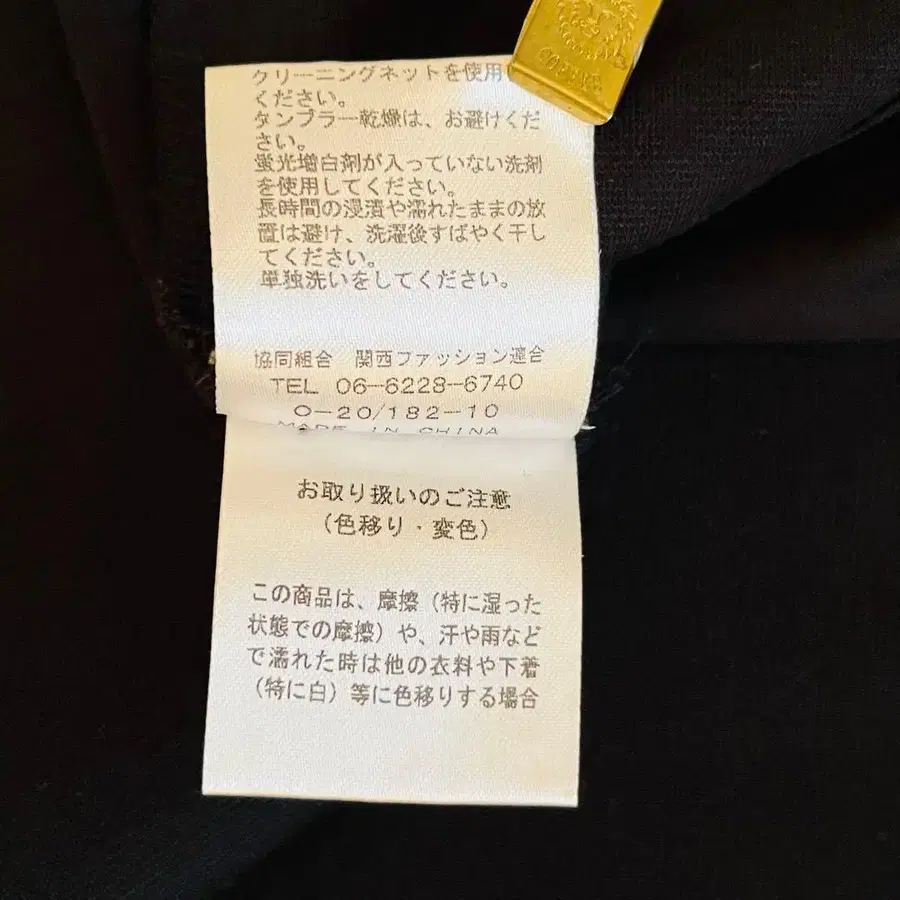 クリーニングネットを使用し
ください。
タンブラー乾燥は、お避けくだ
さい。
蛍光増白剤が入っていない洗剤
を使用してください。
長時間の浸漬や濡れたままの放
置は避け、洗濯後すばやく干し
てください。
単独洗いをしてください。
協同組合 関西ファッション連合
TEL 06-6228-6740
0-20/182-10
MADE IN CHINA
お取り扱いのご注意
（色移り・変色）
この商品は、摩擦（特に湿った
状態での摩擦）や、汗や雨など
で濡れた時は他の衣料や下着
（特に白）等に色移りする場合